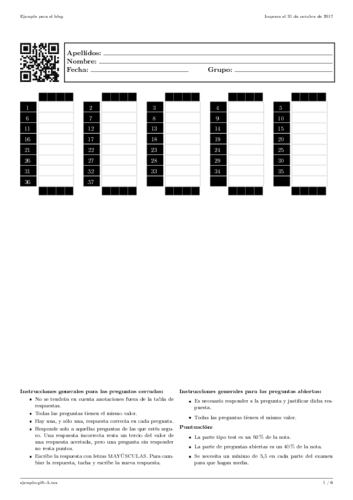 Ejemplo para el blog
Impreso el 31 de octubre de 2017
Apellidos:
Nombre:
Fecha: Grupo:
1 2 3 4 5
6 7 8 9 10
11 12 13 14 15
16 17 18 19 20
21 22 23 24 25
26 27 28 29 30
31 32 33 34 35
36 37
Instrucciones generales para las preguntas cerradas:
• No se tendrán en cuenta anotaciones fuera de la tabla de
respuestas.
• Todas las preguntas tienen el mismo valor.
• Hay una, y sólo una, respuesta correcta en cada pregunta.
• Responde solo a aquellas preguntas de las que estés segu-
ro. Una respuesta incorrecta resta un tercio del valor de
una respuesta acertada, pero una pregunta sin responder
no resta puntos.
• Escribe la respuesta con letras MAYÚSCULAS. Para cam-
biar la respuesta, tacha y escribe la nueva respuesta.
Instrucciones generales para las preguntas abiertas:
• Es necesario responder a la pregunta y justificar dicha res-
puesta.
• Todas las preguntas tienen el mismo valor.
Puntuación:
• La parte tipo test es un 60 % de la nota.
• La parte de preguntas abiertas es un 40 % de la nota.
• Se necesita un mínimo de 3,5 en cada parte del examen
para que hagan media.
1 / 6